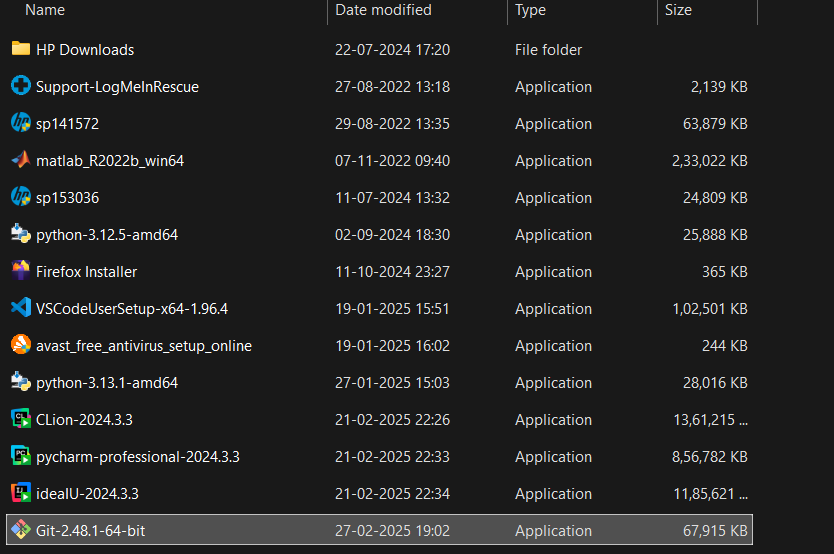 Name Date modified Type Size
HP Downloads 22-07-2024 17:20 File folder
Support-LogMeInRescue 27-08-2022 13:18 Application 2,139 KB
sp141572 29-08-2022 13:35 Application 63,879 KB
matlab_R2022b_win64 07-11-2022 09:40 Application 2,33,022 KB
sp153036 11-07-2024 13:32 Application 24,809 KB
python-3.12.5-amd64 02-09-2024 18:30 Application 25,888 KB
Firefox Installer 11-10-2024 23:27 Application 365 KB
VSCodeUserSetup-x64-1.96.4 19-01-2025 15:51 Application 1,02,501 KB
avast_free_antivirus_setup_online 19-01-2025 16:02 Application 244 KB
python-3.13.1-amd64 27-01-2025 15:03 Application 28,016 KB
CLion-2024.3.3 21-02-2025 22:26 Application 13,61,215 ...
pycharm-professional-2024.3.3 21-02-2025 22:33 Application 8,56,782 KB
ideaIU-2024.3.3 21-02-2025 22:34 Application 11,85,621 ...
Git-2.48.1-64-bit 27-02-2025 19:02 Application 67,915 KB